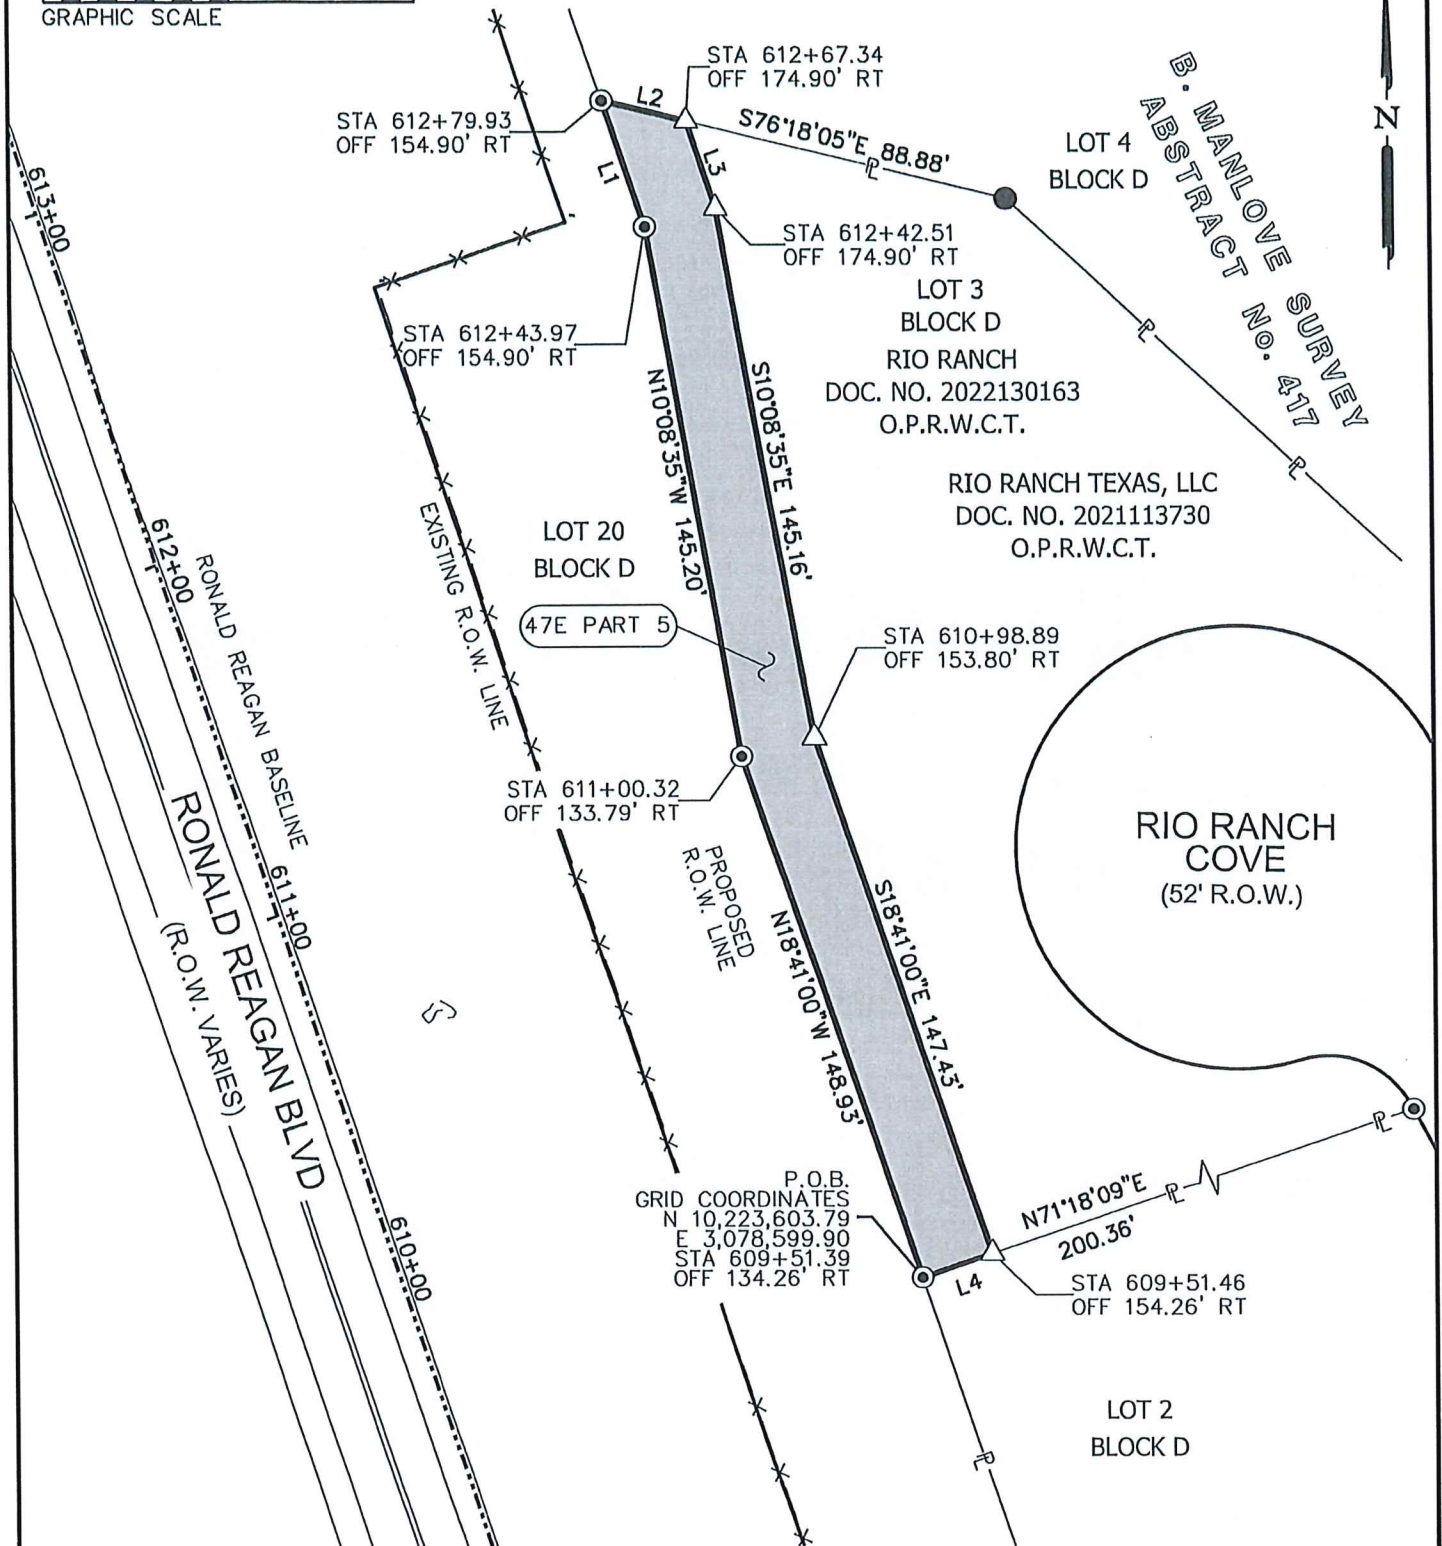 GRAPHIC SCALE
STA 612+67.34
OFF 174.90' RT
STA 612+79.93
OFF 154.90' RT
L2
S76°18'05"E 88.88'
PL
LOT 4
BLOCK D
B. MANLOVE SURVEY
ABSTRACT No. 417
N
L1
L3
613+00
STA 612+42.51
OFF 174.90' RT
LOT 3
BLOCK D
RIO RANCH
DOC. NO. 2022130163
O.P.R.W.C.T.
PL
STA 612+43.97
OFF 154.90' RT
N10°08'35"W 145.20'
S10°08'35"E 145.16'
PL
RIO RANCH TEXAS, LLC
DOC. NO. 2021113730
O.P.R.W.C.T.
EXISTING R.O.W. LINE
LOT 20
BLOCK D
612+00
RONALD REAGAN BASELINE
47E PART 5
STA 610+98.89
OFF 153.80' RT
STA 611+00.32
OFF 133.79' RT
RONALD REAGAN BLVD
(R.O.W. VARIES)
611+00
PROPOSED
R.O.W. LINE
RIO RANCH
COVE
(52' R.O.W.)
N18°41'00"W 148.93'
S18°41'00"E 147.43'
PL
P.O.B.
GRID COORDINATES
N 10,223,603.79
E 3,078,599.90
STA 609+51.39
OFF 134.26' RT
N71°18'09"E
200.36'
PL
610+00
L4
STA 609+51.46
OFF 154.26' RT
LOT 2
BLOCK D
PL